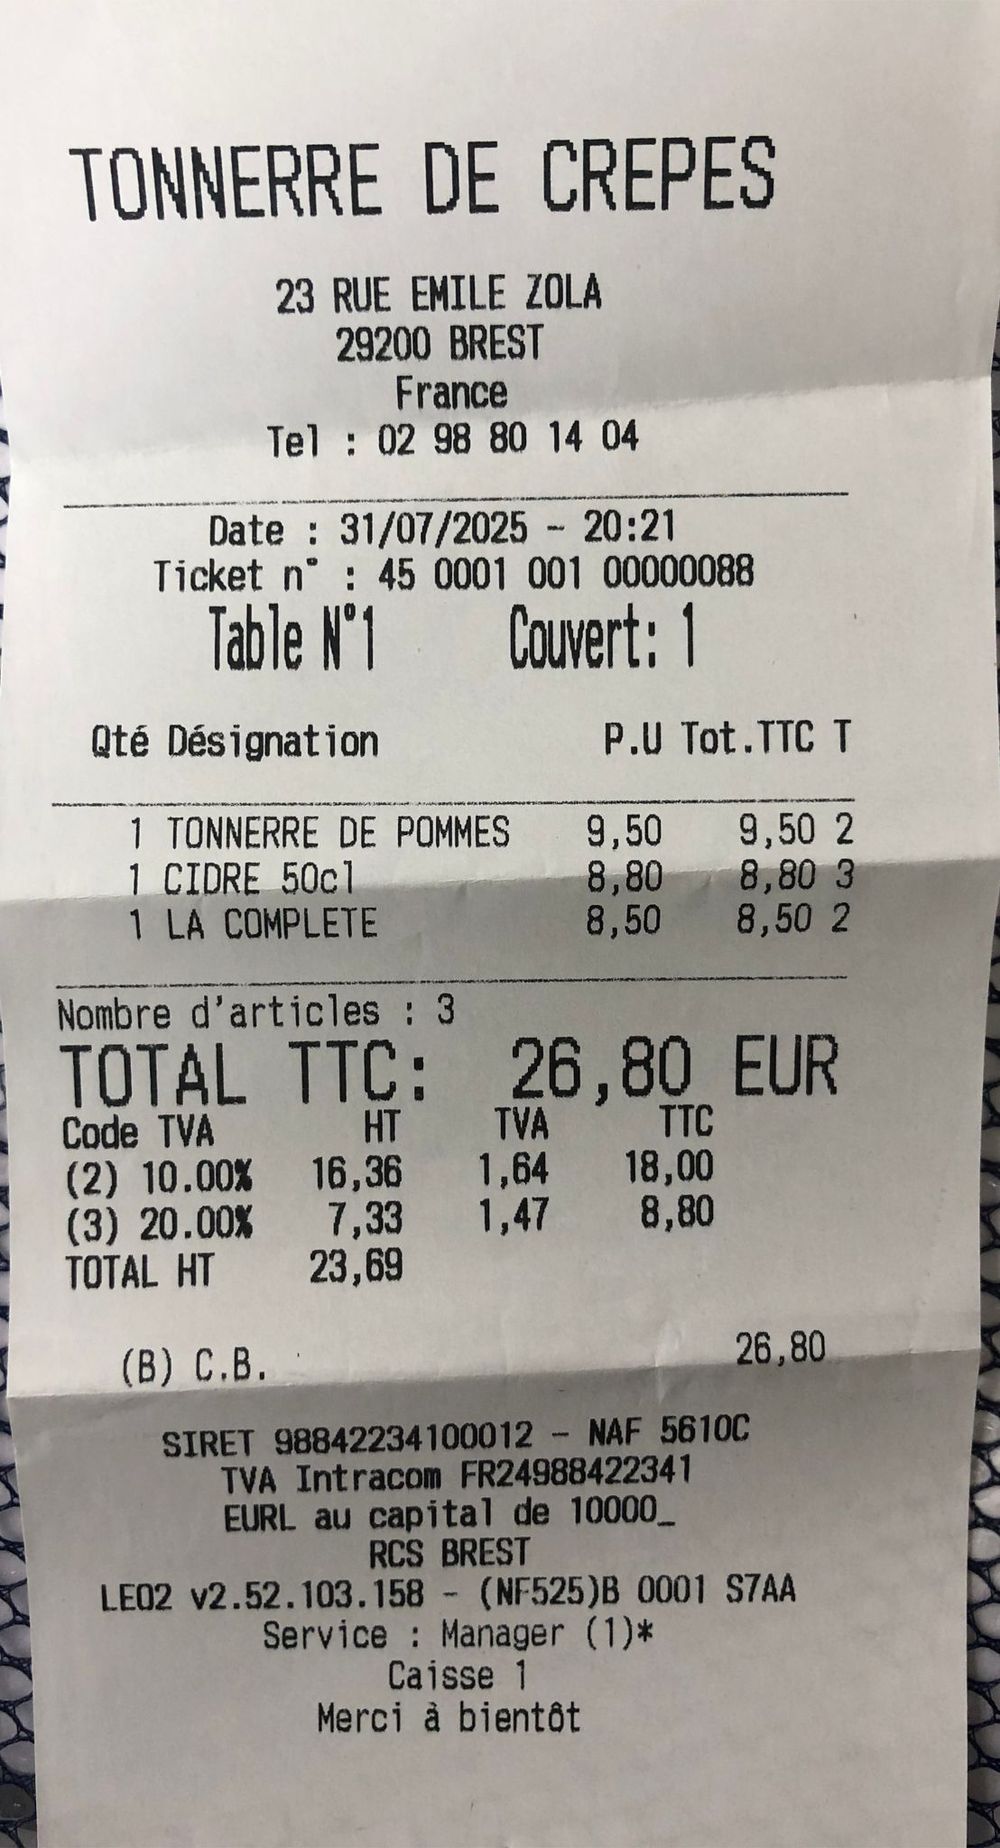 TONNERRE DE CREPES
23 RUE EMILE ZOLA
29200 BREST
France
Tel : 02 98 80 14 04
Date : 31/07/2025 - 20:21
Ticket n° : 45 0001 001 00000088
Table N°1 Couvert: 1
Qté Désignation P.U Tot.TTC T
1 TONNERRE DE POMMES 9,50 9,50 2
1 CIDRE 50cl 8,80 8,80 3
1 LA COMPLETE 8,50 8,50 2
Nombre d'articles : 3
TOTAL TTC: 26,80 EUR
Code TVA HT TVA TTC
(2) 10.00% 16,36 1,64 18,00
(3) 20.00% 7,33 1,47 8,80
TOTAL HT 23,69
(B) C.B. 26,80
SIRET 98842234100012 - NAF 5610C
TVA Intracom FR24988422341
EURL au capital de 10000_
RCS BREST
LEO2 v2.52.103.158 - (NF525)B 0001 S7AA
Service : Manager (1)*
Caisse 1
Merci à bientôt